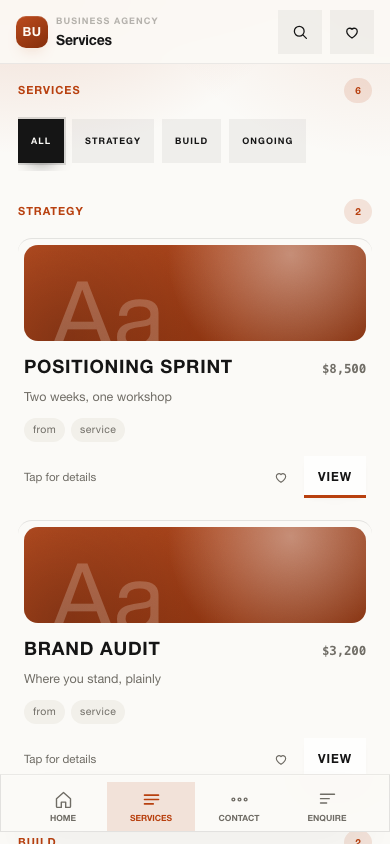 BU
BUSINESS AGENCY
Services
SERVICES
6
ALL
STRATEGY
BUILD
ONGOING
STRATEGY
2
Aa
POSITIONING SPRINT
$8,500
Two weeks, one workshop
from
service
Tap for details
VIEW
Aa
BRAND AUDIT
$3,200
Where you stand, plainly
from
service
Tap for details
VIEW
HOME
SERVICES
CONTACT
ENQUIRE
BUILD
2